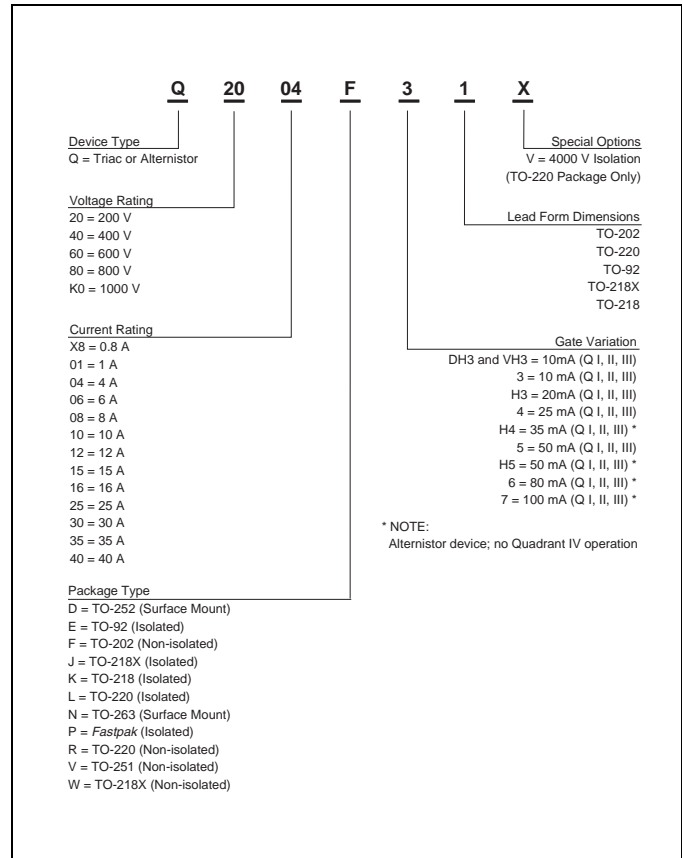 Q 20 04 F 3 1 X
Device Type
Q = Triac or Alternistor
Voltage Rating
20 = 200 V
40 = 400 V
60 = 600 V
80 = 800 V
K0 = 1000 V
Current Rating
X8 = 0.8 A
01 = 1 A
04 = 4 A
06 = 6 A
08 = 8 A
10 = 10 A
12 = 12 A
15 = 15 A
16 = 16 A
25 = 25 A
30 = 30 A
35 = 35 A
40 = 40 A
Package Type
D = TO-252 (Surface Mount)
E = TO-92 (Isolated)
F = TO-202 (Non-isolated)
J = TO-218X (Isolated)
K = TO-218 (Isolated)
L = TO-220 (Isolated)
N = TO-263 (Surface Mount)
P = Fastpak (Isolated)
R = TO-220 (Non-isolated)
V = TO-251 (Non-isolated)
W = TO-218X (Non-isolated)
Special Options
V = 4000 V Isolation
(TO-220 Package Only)
Lead Form Dimensions
TO-202
TO-220
TO-92
TO-218X
TO-218
Gate Variation
DH3 and VH3 = 10mA (Q I, II, III)
3 = 10 mA (Q I, II, III)
H3 = 20mA (Q I, II, III)
4 = 25 mA (Q I, II, III)
H4 = 35 mA (Q I, II, III) *
5 = 50 mA (Q I, II, III)
H5 = 50 mA (Q I, II, III) *
6 = 80 mA (Q I, II, III) *
7 = 100 mA (Q I, II, III) *
* NOTE:
Alternistor device; no Quadrant IV operation